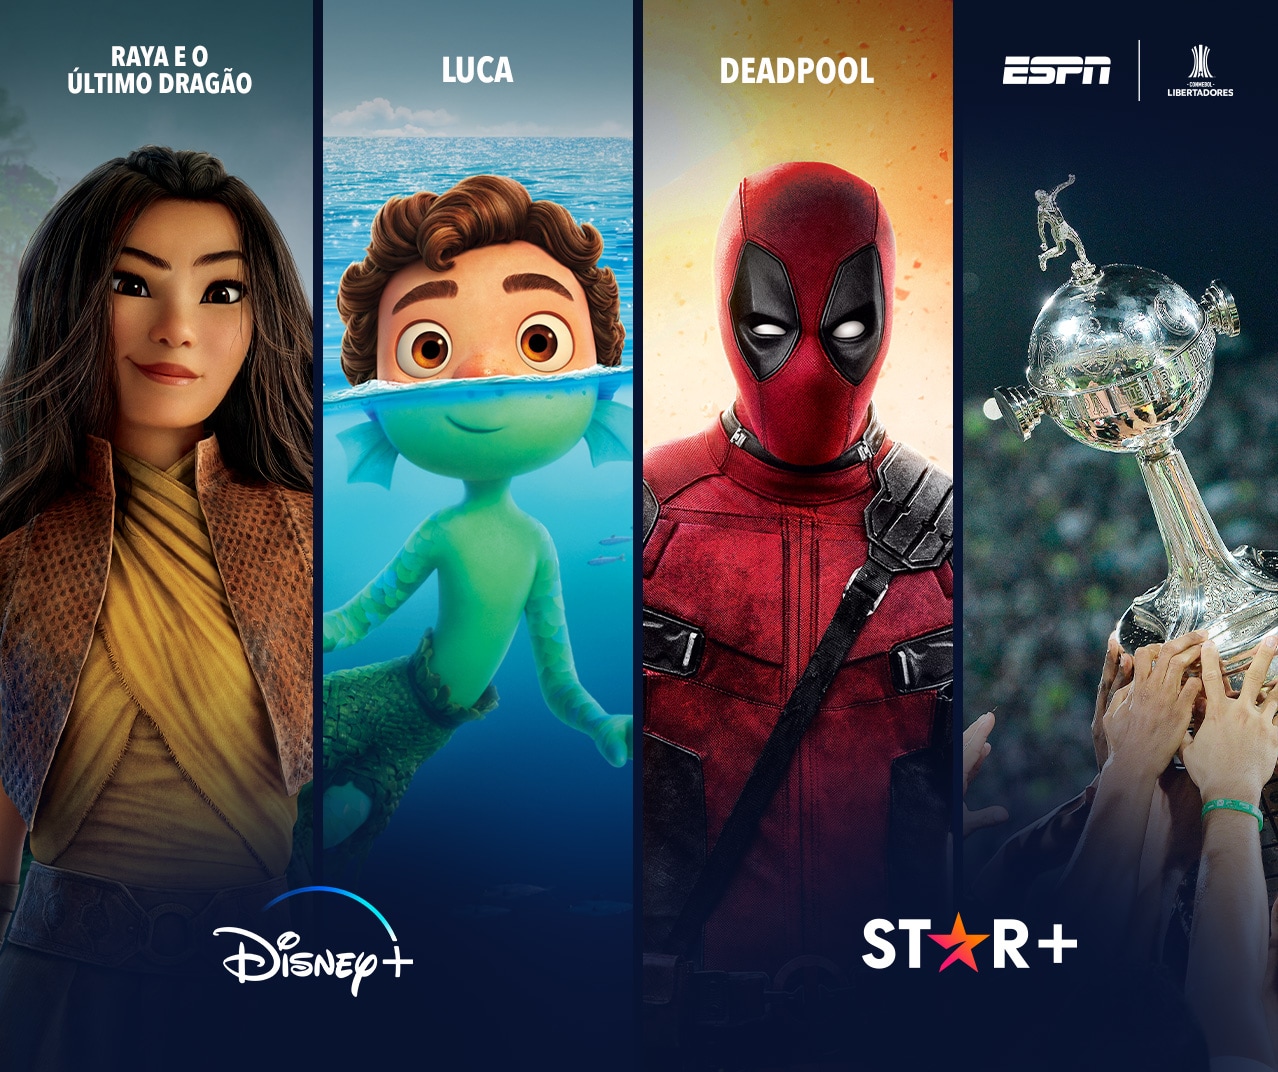 RAYA E O
ÚLTIMO DRAGÃO
LUCA
DEADPOOL
ESPN
CONMEBOL
LIBERTADORES
Disney+
STAR+